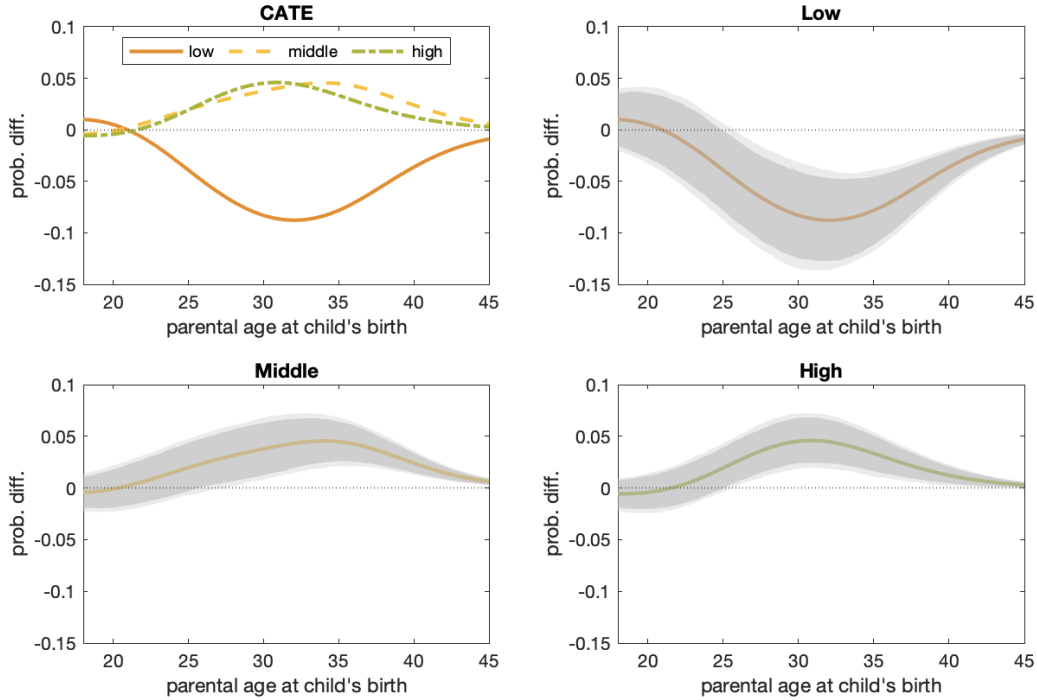 CATE
0.1
0.05
0
-0.05
-0.1
-0.15
prob. diff.
low middle high
20 25 30 35 40 45
parental age at child's birth
Low
0.1
0.05
0
-0.05
-0.1
-0.15
prob. diff.
20 25 30 35 40 45
parental age at child's birth
Middle
0.1
0.05
0
-0.05
-0.1
-0.15
prob. diff.
20 25 30 35 40 45
parental age at child's birth
High
0.1
0.05
0
-0.05
-0.1
-0.15
prob. diff.
20 25 30 35 40 45
parental age at child's birth